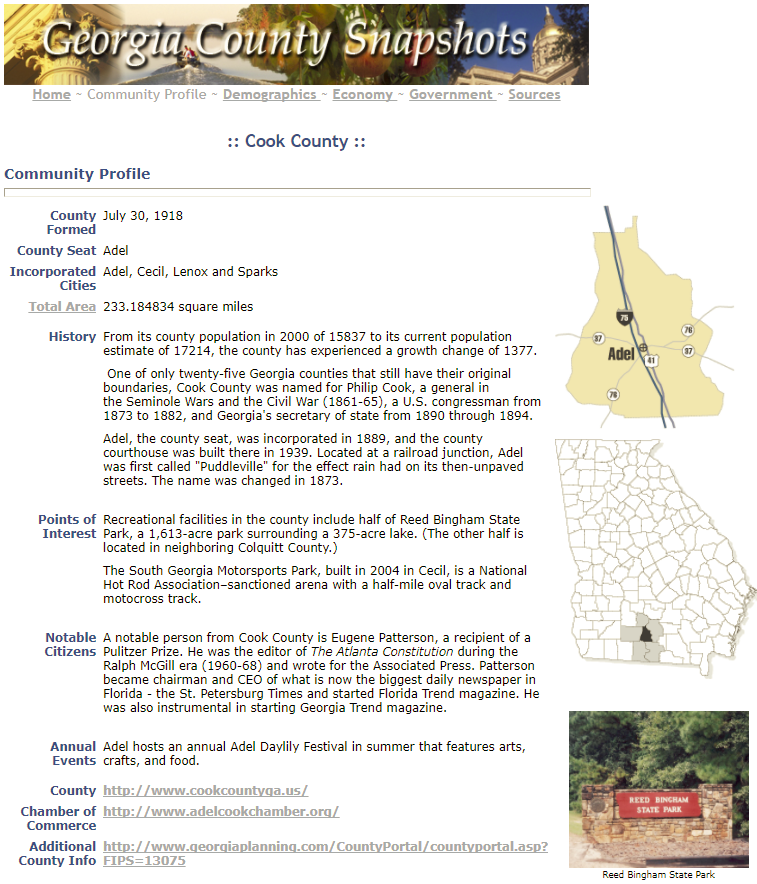 Georgia County Snapshots
Home ~ Community Profile ~ Demographics ~ Economy ~ Government ~ Sources
:: Cook County ::
Community Profile
County Formed
July 30, 1918
County Seat
Adel
Incorporated Cities
Adel, Cecil, Lenox and Sparks
Total Area
233.184834 square miles
History
From its county population in 2000 of 15837 to its current population
estimate of 17214, the county has experienced a growth change of 1377.
One of only twenty-five Georgia counties that still have their original
boundaries, Cook County was named for Philip Cook, a general in
the Seminole Wars and the Civil War (1861-65), a U.S. congressman from
1873 to 1882, and Georgia's secretary of state from 1890 through 1894.
Adel, the county seat, was incorporated in 1889, and the county
courthouse was built there in 1939. Located at a railroad junction, Adel
was first called "Puddleville" for the effect rain had on its then-unpaved
streets. The name was changed in 1873.
Points of Interest
Recreational facilities in the county include half of Reed Bingham State
Park, a 1,613-acre park surrounding a 375-acre lake. (The other half is
located in neighboring Colquitt County.)
The South Georgia Motorsports Park, built in 2004 in Cecil, is a National
Hot Rod Association–sanctioned arena with a half-mile oval track and
motocross track.
Notable Citizens
A notable person from Cook County is Eugene Patterson, a recipient of a
Pulitzer Prize. He was the editor of The Atlanta Constitution during the
Ralph McGill era (1960-68) and wrote for the Associated Press. Patterson
became chairman and CEO of what is now the biggest daily newspaper in
Florida - the St. Petersburg Times and started Florida Trend magazine. He
was also instrumental in starting Georgia Trend magazine.
Annual Events
Adel hosts an annual Adel Daylily Festival in summer that features arts,
crafts, and food.
County
http://www.cookcountyga.us/
Chamber of Commerce
http://www.adelcookchamber.org/
Additional County Info
http://www.georgiaplanning.com/CountyPortal/countyportal.asp?
FIPS=13075
75
37
76
Adel
41
37
76
REED BINGHAM
STATE PARK
Reed Bingham State Park